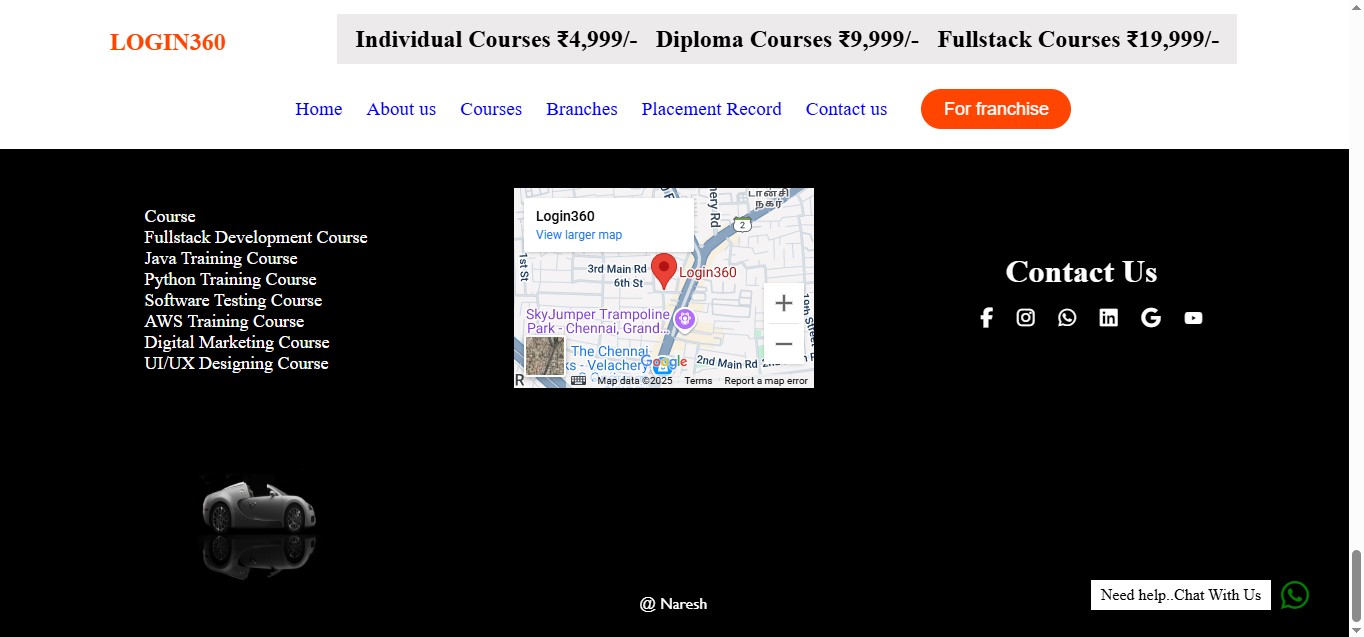 LOGIN360
Individual Courses ₹4,999/- Diploma Courses ₹9,999/- Fullstack Courses ₹19,999/-
Home About us Courses Branches Placement Record Contact us For franchise
Course
Fullstack Development Course
Java Training Course
Python Training Course
Software Testing Course
AWS Training Course
Digital Marketing Course
UI/UX Designing Course
Login360
View larger map
டான்சி
நகர்
nery Rd
2
1st St
3rd Main Rd
6th St
Login360
SkyJumper Trampoline
Park - Chennai, Grand...
The Chennai
ks - Velachery
Google
2nd Main Rd
19th Street
R
Map data ©2025 Terms Report a map error
Contact Us
@ Naresh
Need help..Chat With Us